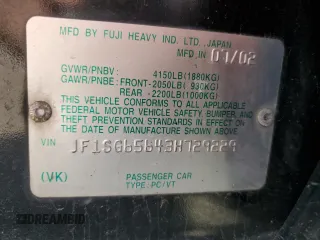 MFD BY FUJI HEAVY IND. LTD. JAPAN
MFD IN 01/02
GVWR/PNBV : 4150LB(1880KG)
GAWR/PNBE: FRONT-2050LB( 930KG)
REAR -2200LB(1000KG)
THIS VEHICLE CONFORMS TO ALL APPLICABLE
FEDERAL MOTOR VEHICLE SAFETY, BUMPER, AND
THEFT PREVENTION STANDARDS IN EFFECT ON
THE DATE OF MANUFACTURE SHOWN ABOVE.
VIN
(VK)
PASSENGER CAR
TYPE: PC/VT
DREAMBID